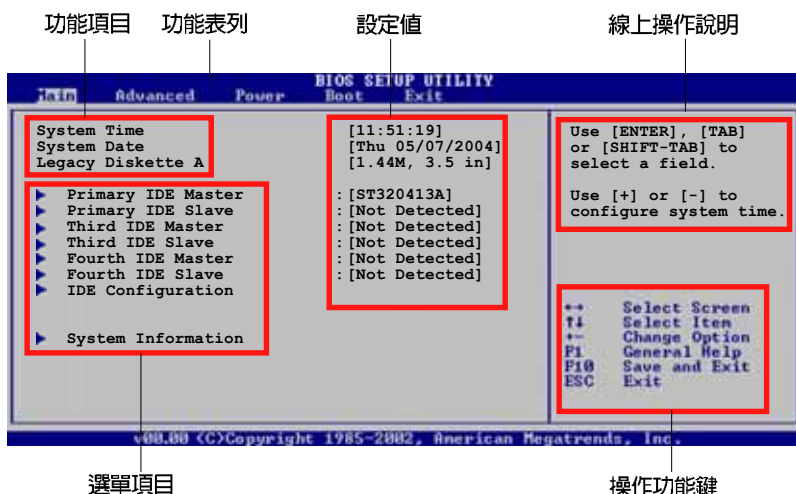 功能項目 功能表列 設定值 線上操作說明
BIOS SETUP UTILITY
Main Advanced Power Boot Exit
System Time [11:51:19]
System Date [Thu 05/07/2004]
Legacy Diskette A [1.44M, 3.5 in]
Primary IDE Master :[ST320413A]
Primary IDE Slave :[Not Detected]
Third IDE Master :[Not Detected]
Third IDE Slave :[Not Detected]
Fourth IDE Master :[Not Detected]
Fourth IDE Slave :[Not Detected]
IDE Configuration
System Information
Use [ENTER], [TAB]
or [SHIFT-TAB] to
select a field.
Use [+] or [-] to
configure system time.
↔ Select Screen
↑↓ Select Item
+- Change Option
F1 General Help
F10 Save and Exit
ESC Exit
v00.00 (C)Copyright 1985-2002, American Megatrends, Inc.
選單項目 操作功能鍵